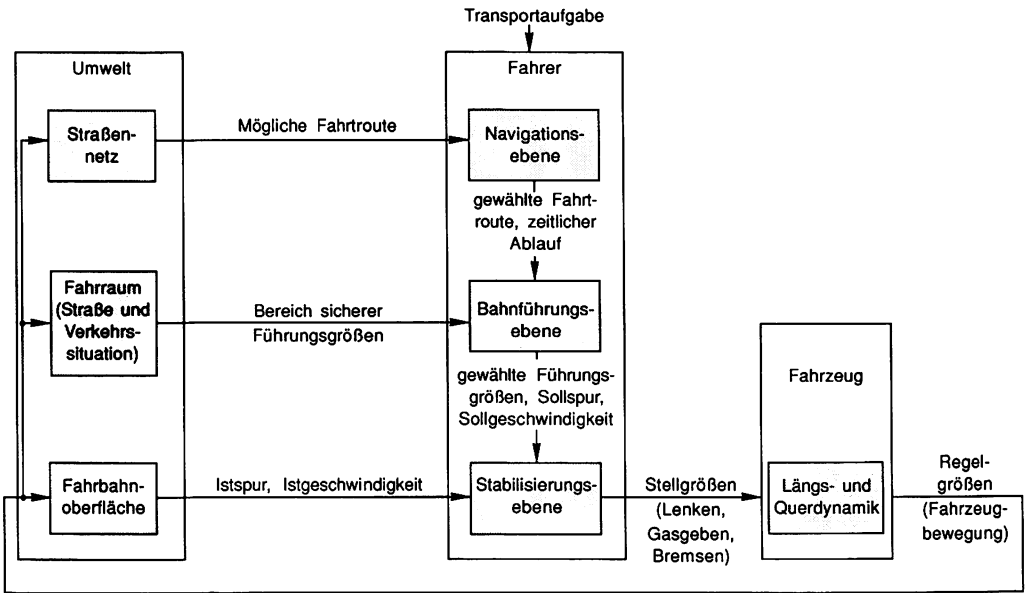 Transportaufgabe
Umwelt
Fahrer
Straßen-
netz
Mögliche Fahrtroute
Navigations-
ebene
gewählte Fahrt-
route, zeitlicher
Ablauf
Fahrraum
(Straße und
Verkehrs-
situation)
Bereich sicherer
Führungsgrößen
Bahnführungs-
ebene
gewählte Führungs-
größen, Sollspur,
Sollgeschwindigkeit
Fahrzeug
Fahrbahn-
oberfläche
Istspur, Istgeschwindigkeit
Stabilisierungs-
ebene
Stellgrößen
(Lenken,
Gasgeben,
Bremsen)
Längs- und
Querdynamik
Regel-
größen
(Fahrzeug-
bewegung)